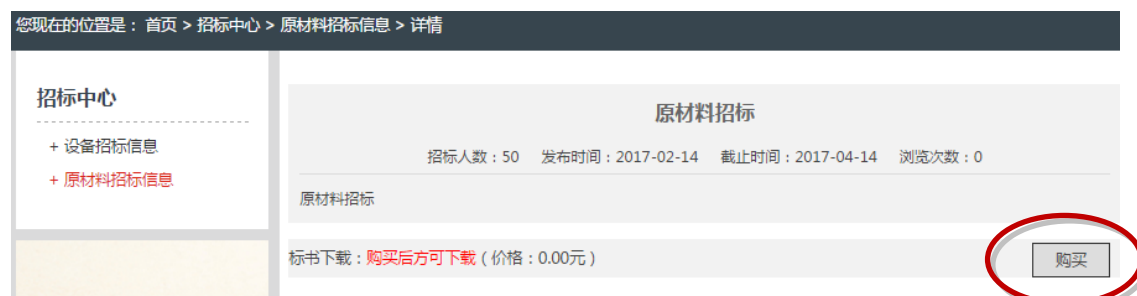 您现在的位置是：首页 > 招标中心 > 原材料招标信息 > 详情
招标中心
+ 设备招标信息
+ 原材料招标信息
原材料招标
招标人数：50 发布时间：2017-02-14 截止时间：2017-04-14 浏览次数：0
原材料招标
标书下载：购买后方可下载（价格：0.00元）
购买